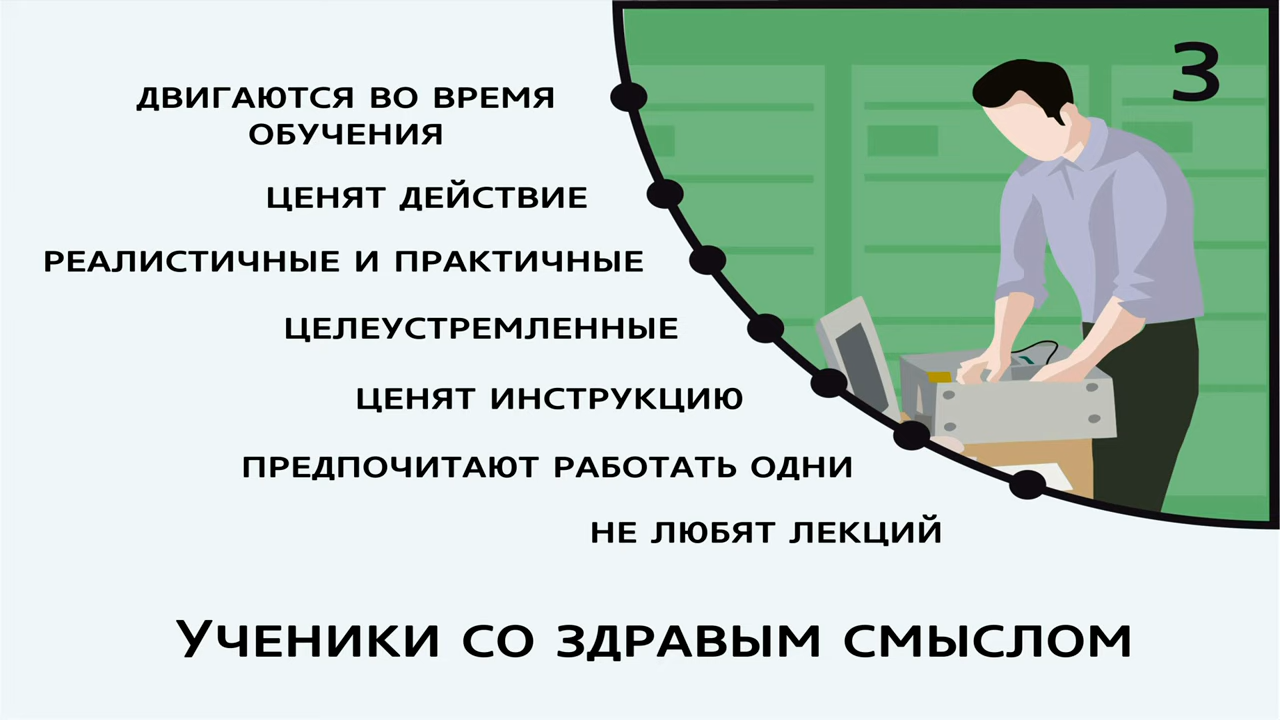 3
ДВИГАЮТСЯ ВО ВРЕМЯ
ОБУЧЕНИЯ
ЦЕНЯТ ДЕЙСТВИЕ
РЕАЛИСТИЧНЫЕ И ПРАКТИЧНЫЕ
ЦЕЛЕУСТРЕМЛЕННЫЕ
ЦЕНЯТ ИНСТРУКЦИЮ
ПРЕДПОЧИТАЮТ РАБОТАТЬ ОДНИ
НЕ ЛЮБЯТ ЛЕКЦИЙ
УЧЕНИКИ СО ЗДРАВЫМ СМЫСЛОМ